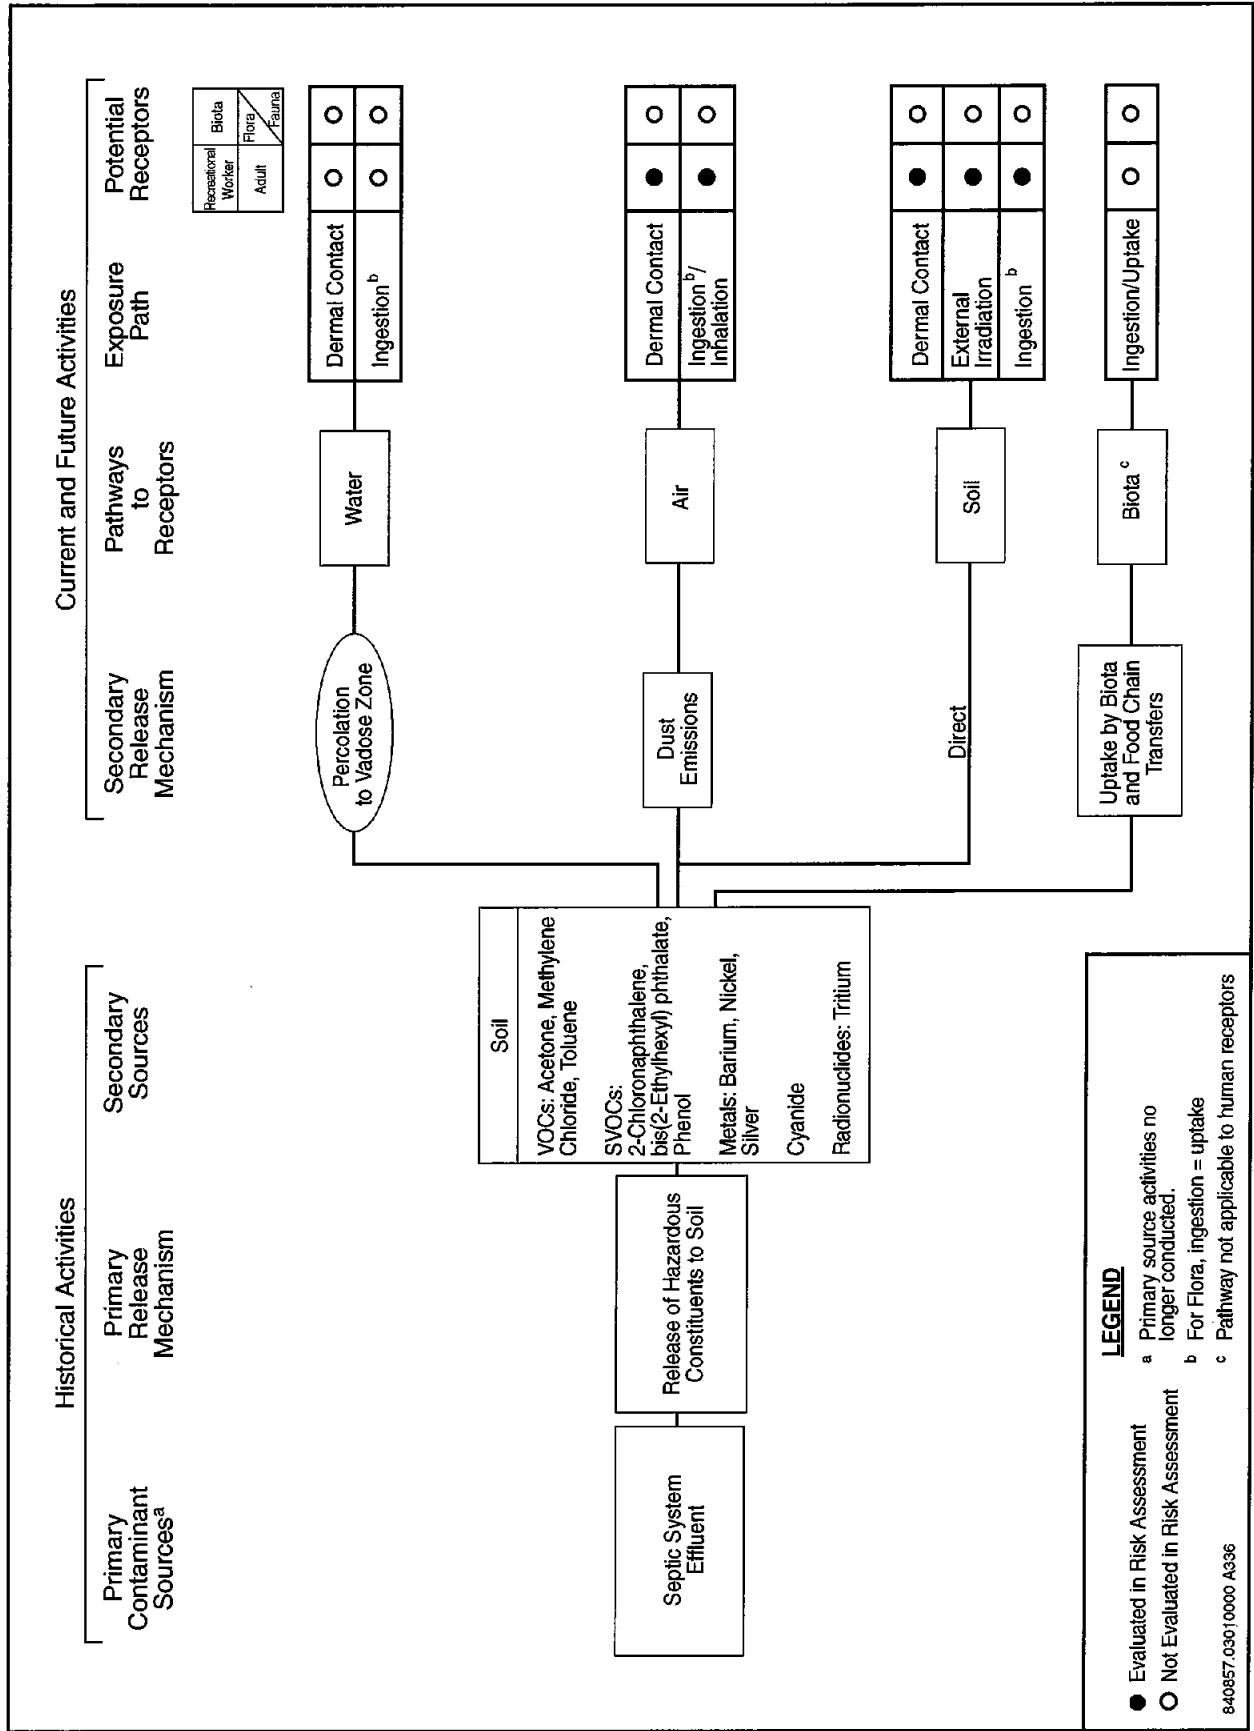 Historical Activities
Current and Future Activities
Primary
Contaminant
Sources^a
Primary
Release
Mechanism
Secondary
Sources
Secondary
Release
Mechanism
Pathways
to
Receptors
Exposure
Path
Potential
Receptors
Recreational
Worker
Biota
Adult
Flora
Fauna
Septic System
Effluent
Release of Hazardous
Constituents to Soil
Soil
VOCs: Acetone, Methylene
Chloride, Toluene
SVOCs:
2-Chloronaphthalene,
bis(2-Ethylhexyl) phthalate,
Phenol
Metals: Barium, Nickel,
Silver
Cyanide
Radionuclides: Tritium
Percolation
to Vadose Zone
Water
Dermal Contact
Ingestion^b
Dust
Emissions
Air
Dermal Contact
Ingestion^b/
Inhalation
Direct
Soil
Dermal Contact
External
Irradiation
Ingestion^b
Uptake by Biota
and Food Chain
Transfers
Biota^c
Ingestion/Uptake
LEGEND
● Evaluated in Risk Assessment
○ Not Evaluated in Risk Assessment
a Primary source activities no
longer conducted.
b For Flora, ingestion = uptake
c Pathway not applicable to human receptors
840857.03010000 A336